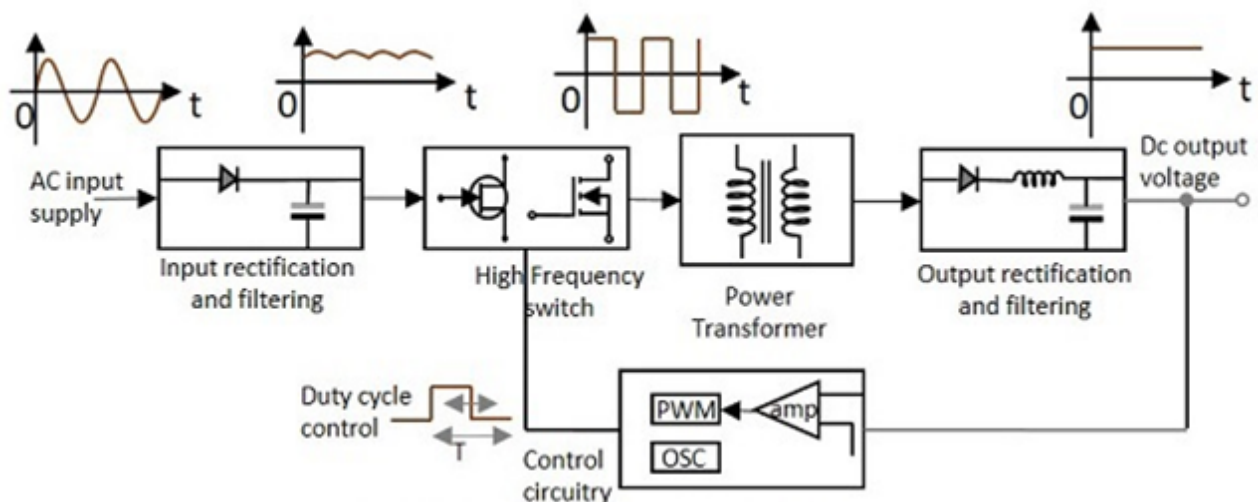 0
t
0
t
0
t
0
t
AC input
supply
Input rectification
and filtering
High Frequency
switch
Power
Transformer
Output rectification
and filtering
Dc output
voltage
Duty cycle
control
T
Control
circuitry
PWM
amp
OSC